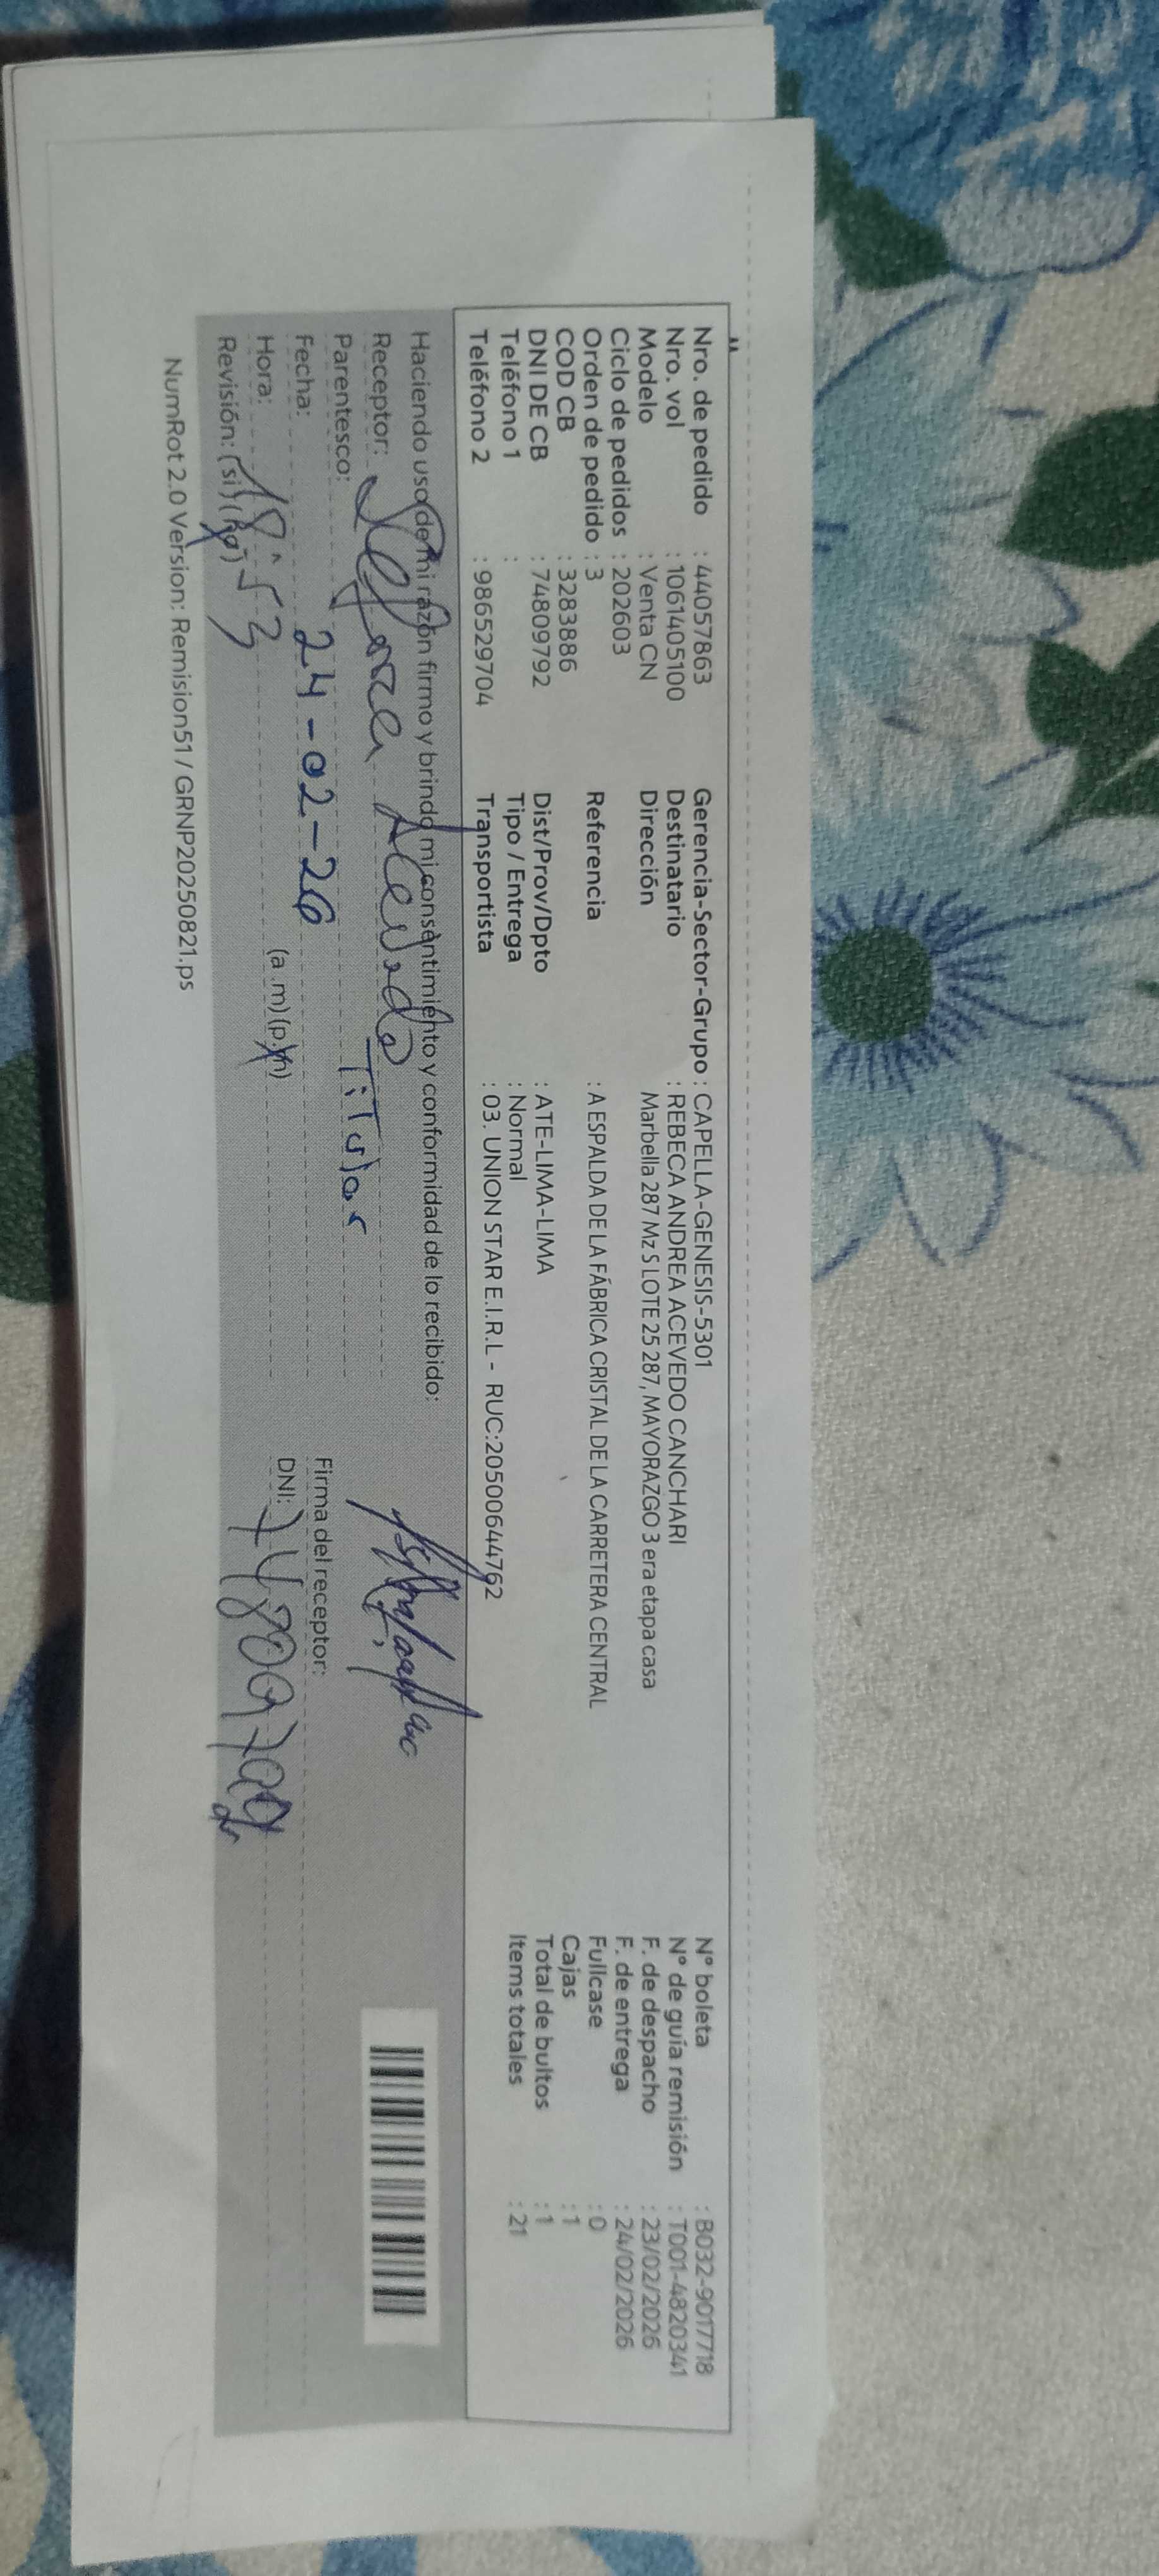 Nro. de pedido : 44057863
Nro. vol : 1061405100
Modelo : Venta CN
Ciclo de pedidos : 202603
Orden de pedido : 3
COD CB : 3283886
DNI DE CB : 74809792
Teléfono 1 :
Teléfono 2 : 986529704
Gerencia-Sector-Grupo : CAPELLA-GENESIS-5301
Destinatario : REBECA ANDREA ACEVEDO CANCHARI
Dirección Marbella 287 Mz S LOTE 25 287, MAYORAZGO 3 era etapa casa
Referencia : A ESPALDA DE LA FÁBRICA CRISTAL DE LA CARRETERA CENTRAL
Dist/Prov/Dpto : ATE-LIMA-LIMA
Tipo / Entrega : Normal
Transportista : 03. UNION STAR E.I.R.L - RUC:20500644762
N° boleta : B032-9017718
N° de guía remisión : T001-4820341
F. de despacho : 23/02/2026
F. de entrega : 24/02/2026
Fullcase : 0
Cajas : 1
Total de bultos : 1
Items totales : 21
Haciendo uso de mi razón firmo y brindo mi consentimiento y conformidad de lo recibido:
Receptor: Acevedo
Parentesco: Titular
Fecha: 24-02-26
Hora: 18:53 (a.m)(p.m)
Revisión: (si)(no)
Firma del receptor:
DNI: 74809792
NumRot 2.0 Version: Remision51 / GRNP20250821.ps